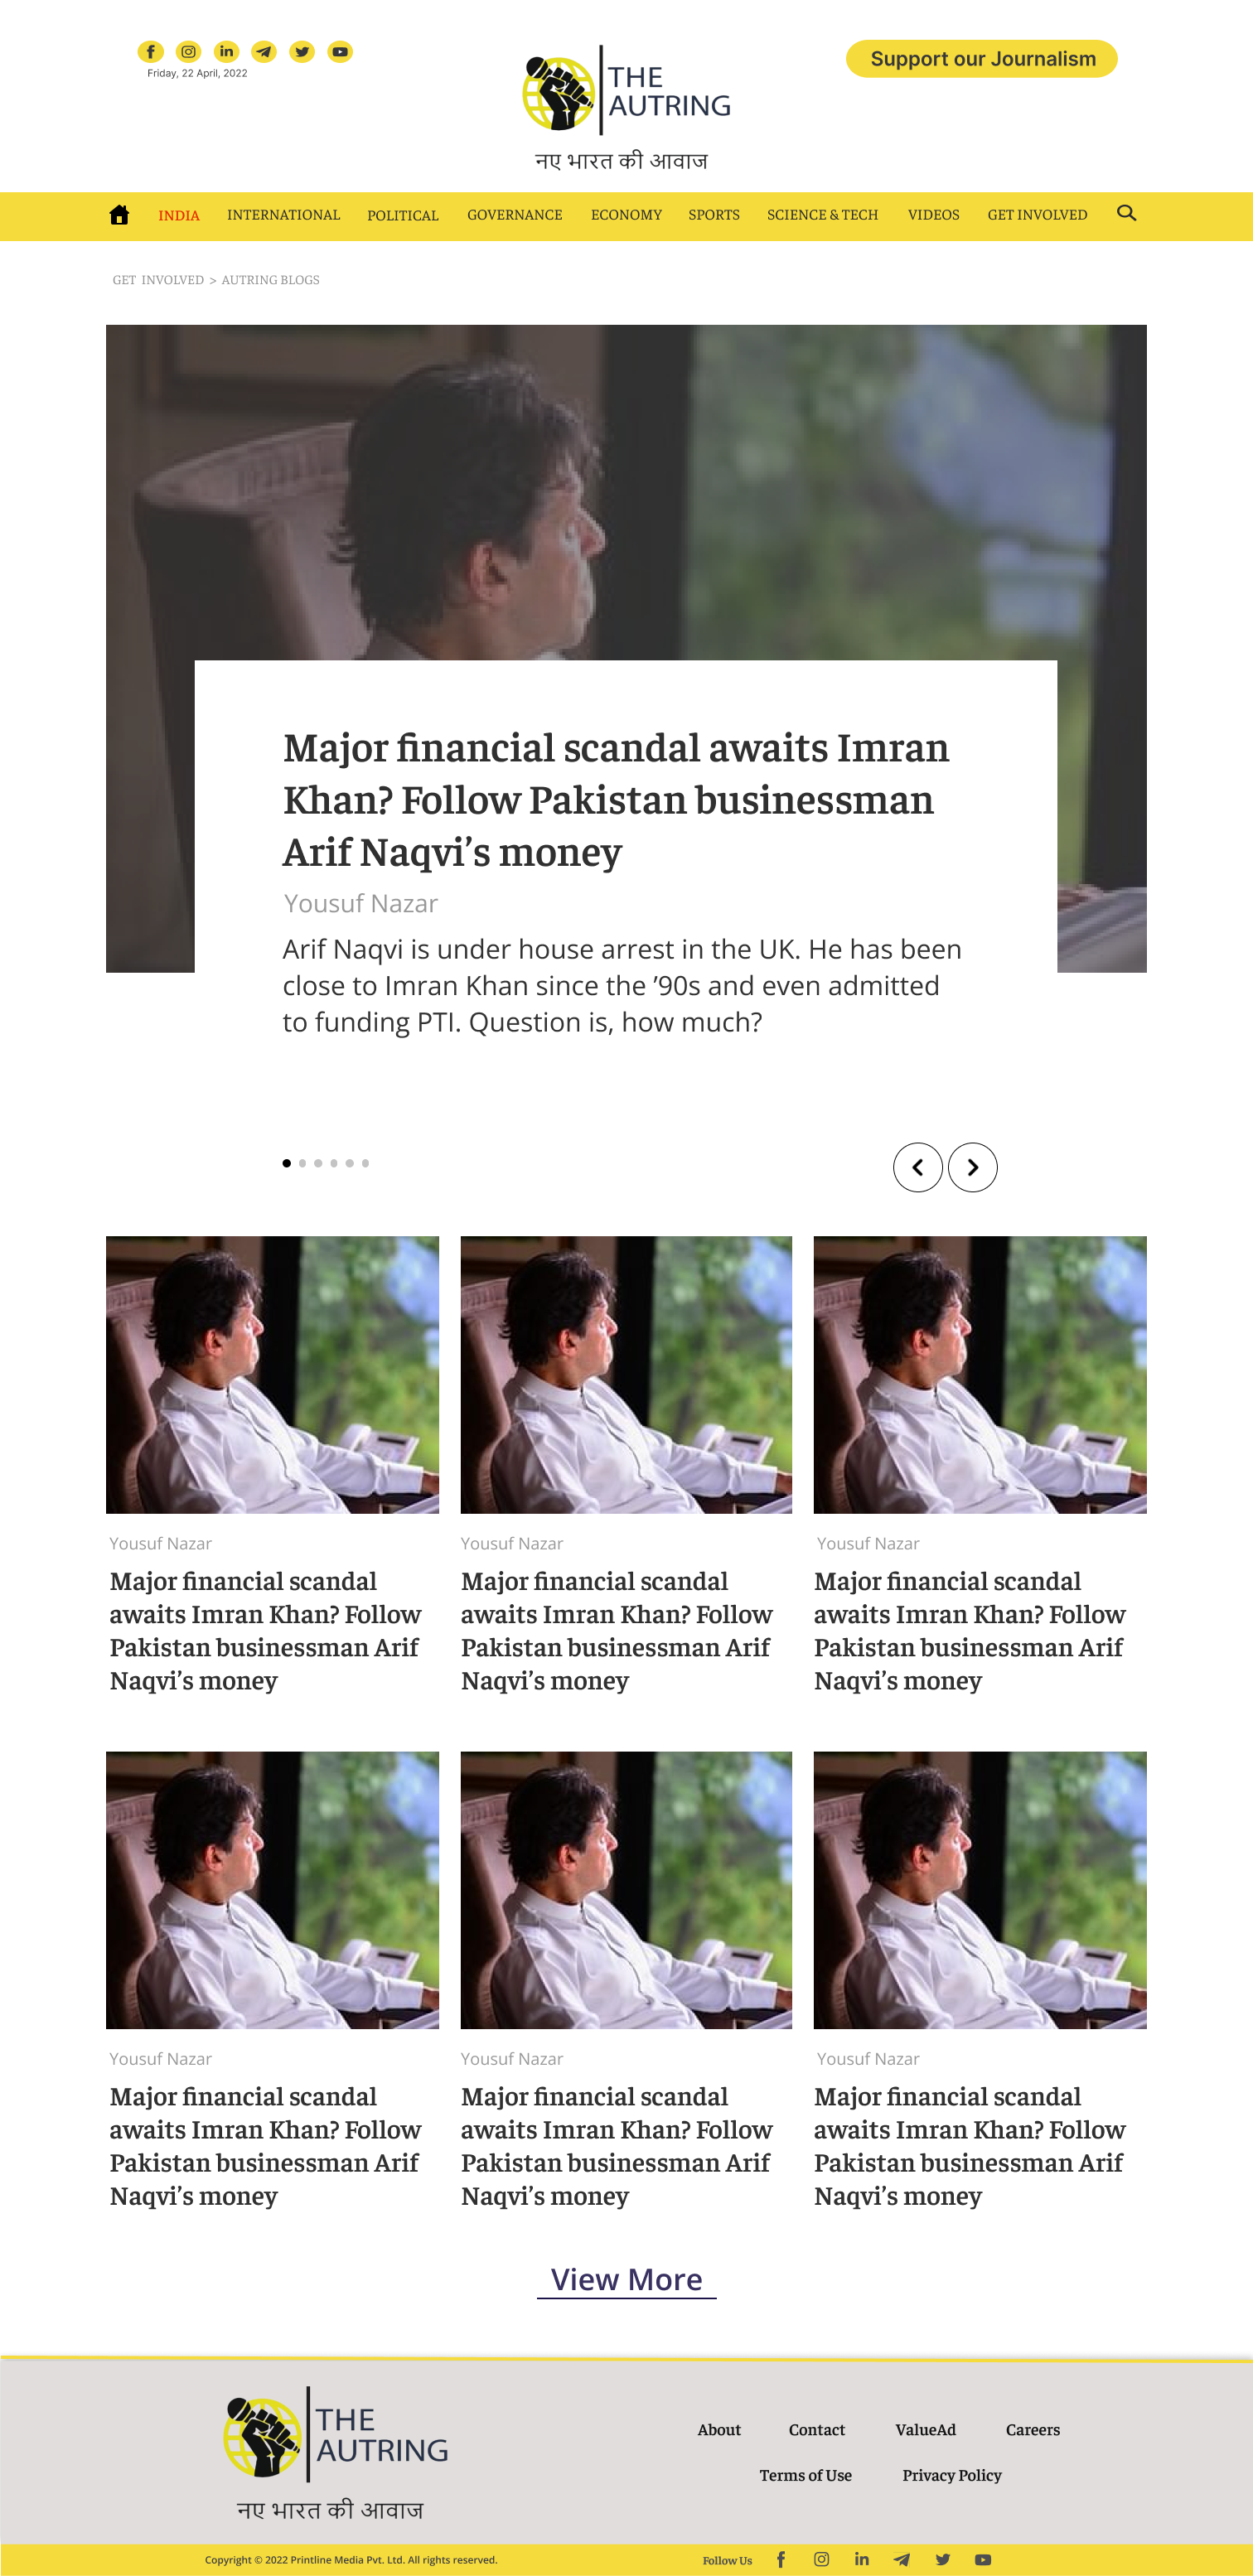 Friday, 22 April, 2022
THE
AUTRING
नए भारत की आवाज
Support our Journalism
INDIA INTERNATIONAL POLITICAL GOVERNANCE ECONOMY SPORTS SCIENCE & TECH VIDEOS GET INVOLVED
GET INVOLVED > AUTRING BLOGS
Major financial scandal awaits Imran
Khan? Follow Pakistan businessman
Arif Naqvi’s money
Yousuf Nazar
Arif Naqvi is under house arrest in the UK. He has been
close to Imran Khan since the ’90s and even admitted
to funding PTI. Question is, how much?
Yousuf Nazar
Major financial scandal
awaits Imran Khan? Follow
Pakistan businessman Arif
Naqvi’s money
Yousuf Nazar
Major financial scandal
awaits Imran Khan? Follow
Pakistan businessman Arif
Naqvi’s money
Yousuf Nazar
Major financial scandal
awaits Imran Khan? Follow
Pakistan businessman Arif
Naqvi’s money
Yousuf Nazar
Major financial scandal
awaits Imran Khan? Follow
Pakistan businessman Arif
Naqvi’s money
Yousuf Nazar
Major financial scandal
awaits Imran Khan? Follow
Pakistan businessman Arif
Naqvi’s money
Yousuf Nazar
Major financial scandal
awaits Imran Khan? Follow
Pakistan businessman Arif
Naqvi’s money
View More
THE
AUTRING
नए भारत की आवाज
About Contact ValueAd Careers
Terms of Use Privacy Policy
Copyright © 2022 Printline Media Pvt. Ltd. All rights reserved.
Follow Us